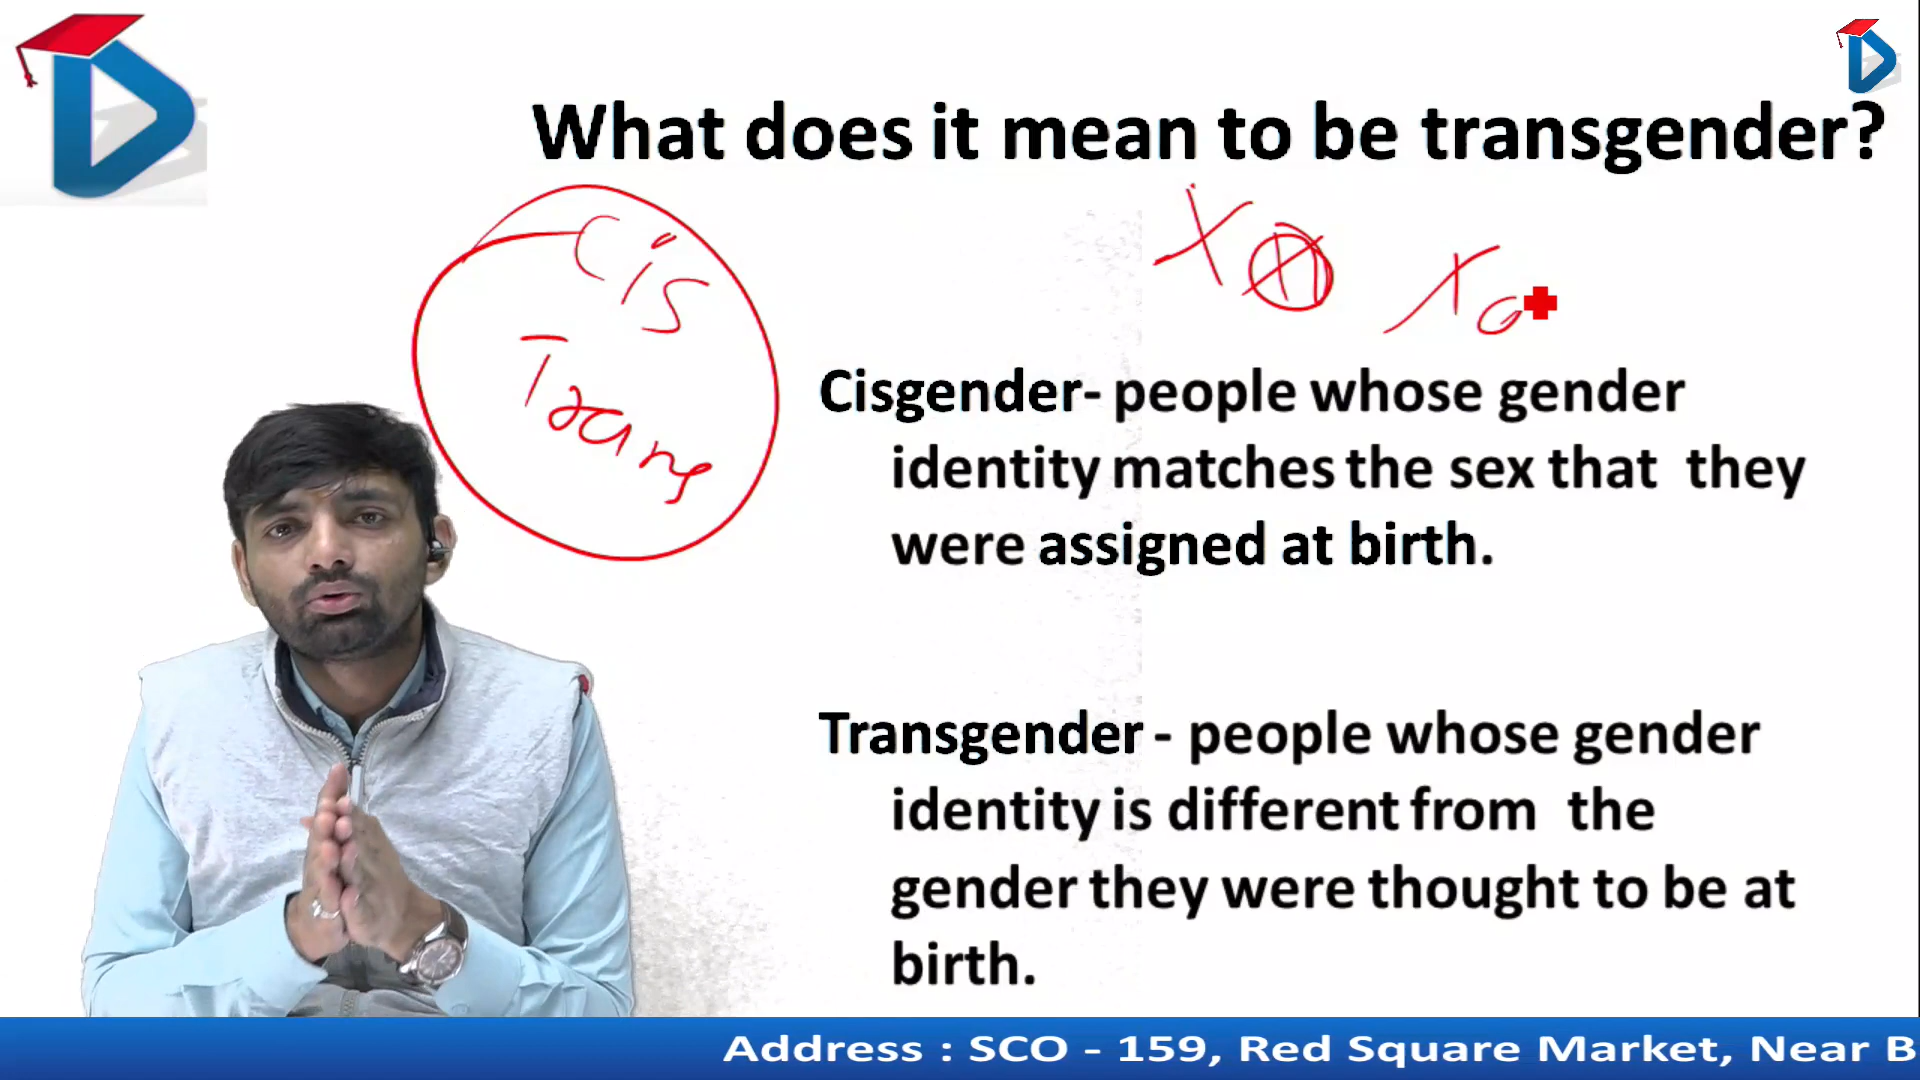 What does it mean to be transgender?
Cis
Trans
Cisgender- people whose gender
identity matches the sex that they
were assigned at birth.
Transgender - people whose gender
identity is different from the
gender they were thought to be at
birth.
Address : SCO - 159, Red Square Market, Near B